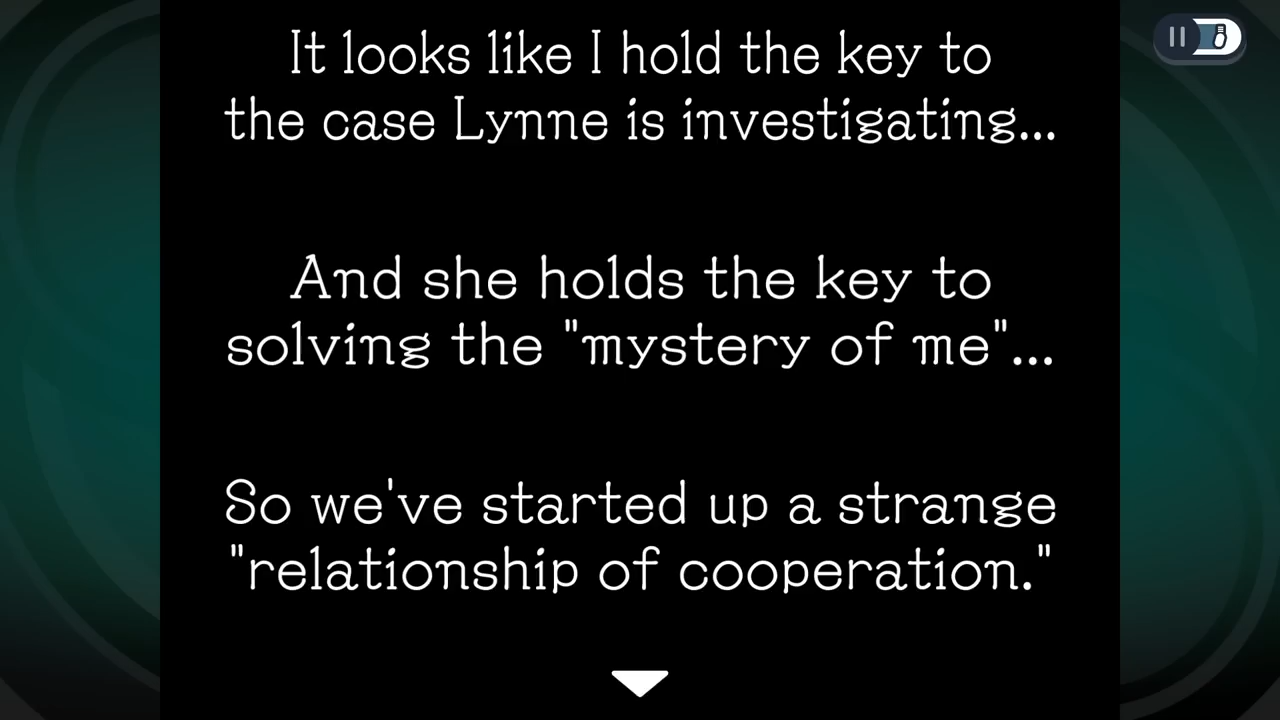 It looks like I hold the key to
the case Lynne is investigating...
And she holds the key to
solving the "mystery of me"...
So we've started up a strange
"relationship of cooperation."